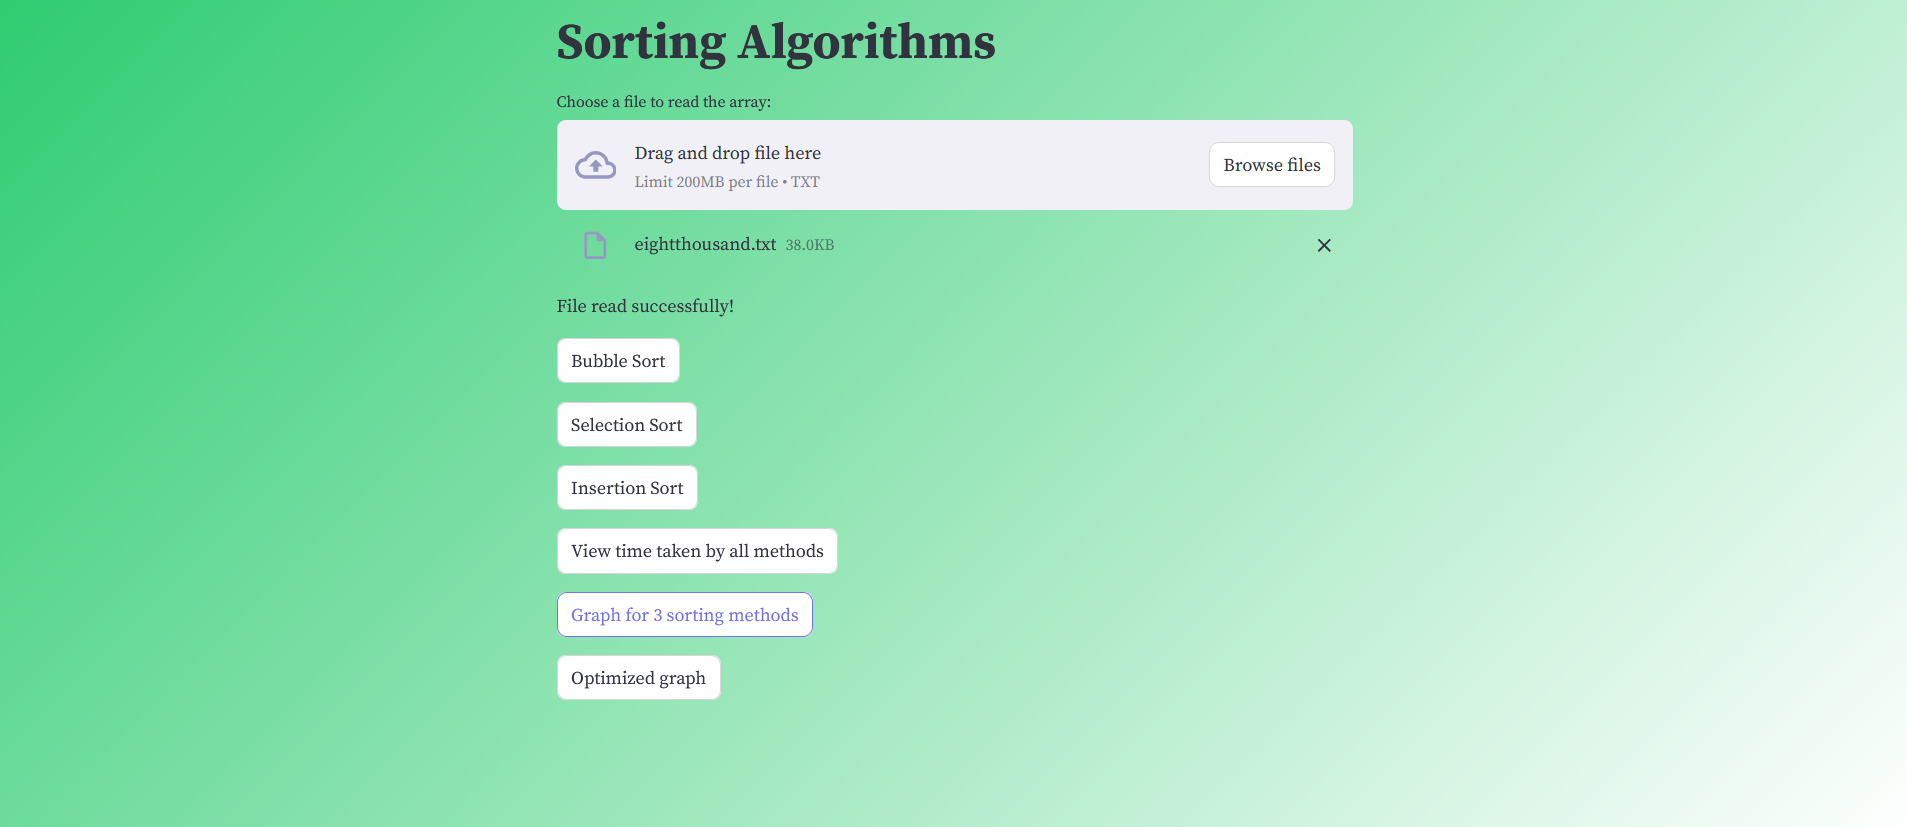 Sorting Algorithms
Choose a file to read the array:
Drag and drop file here
Limit 200MB per file • TXT
Browse files
eightthousand.txt 38.0KB
File read successfully!
Bubble Sort
Selection Sort
Insertion Sort
View time taken by all methods
Graph for 3 sorting methods
Optimized graph